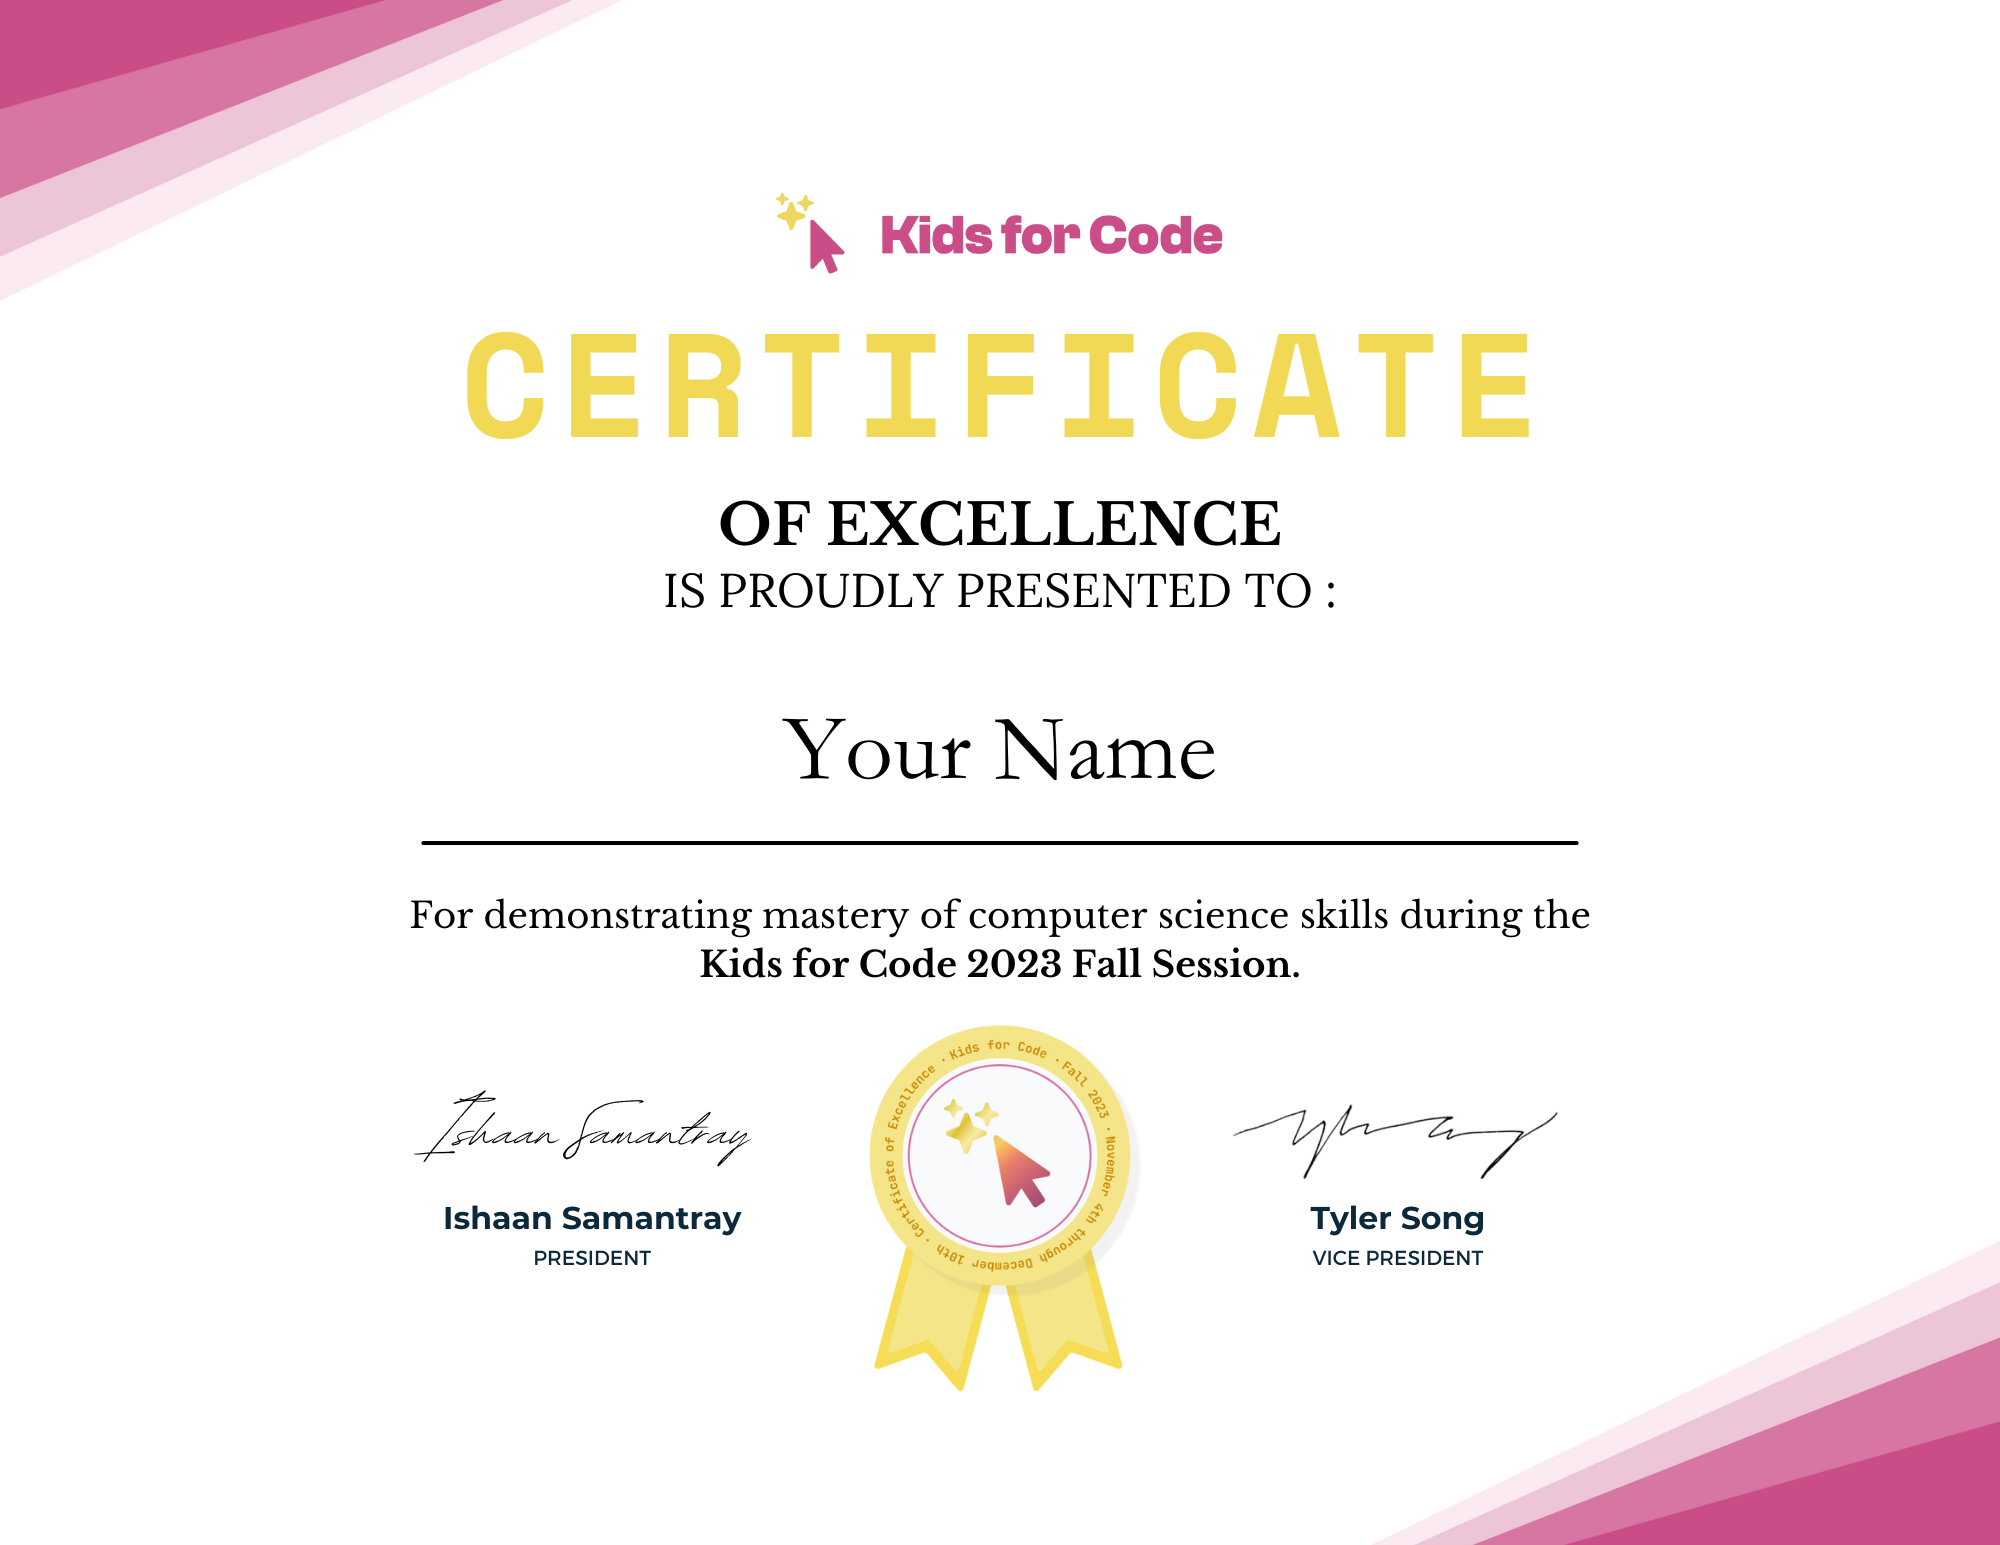 Kids for Code
CERTIFICATE
OF EXCELLENCE
IS PROUDLY PRESENTED TO :
Your Name
For demonstrating mastery of computer science skills during the
Kids for Code 2023 Fall Session.
Ishaan Samantray
Ishaan Samantray
PRESIDENT
· Kids for Code · Fall 2023 · November 4th through December 10th · Certificate of Excellence
Tyler Song
VICE PRESIDENT